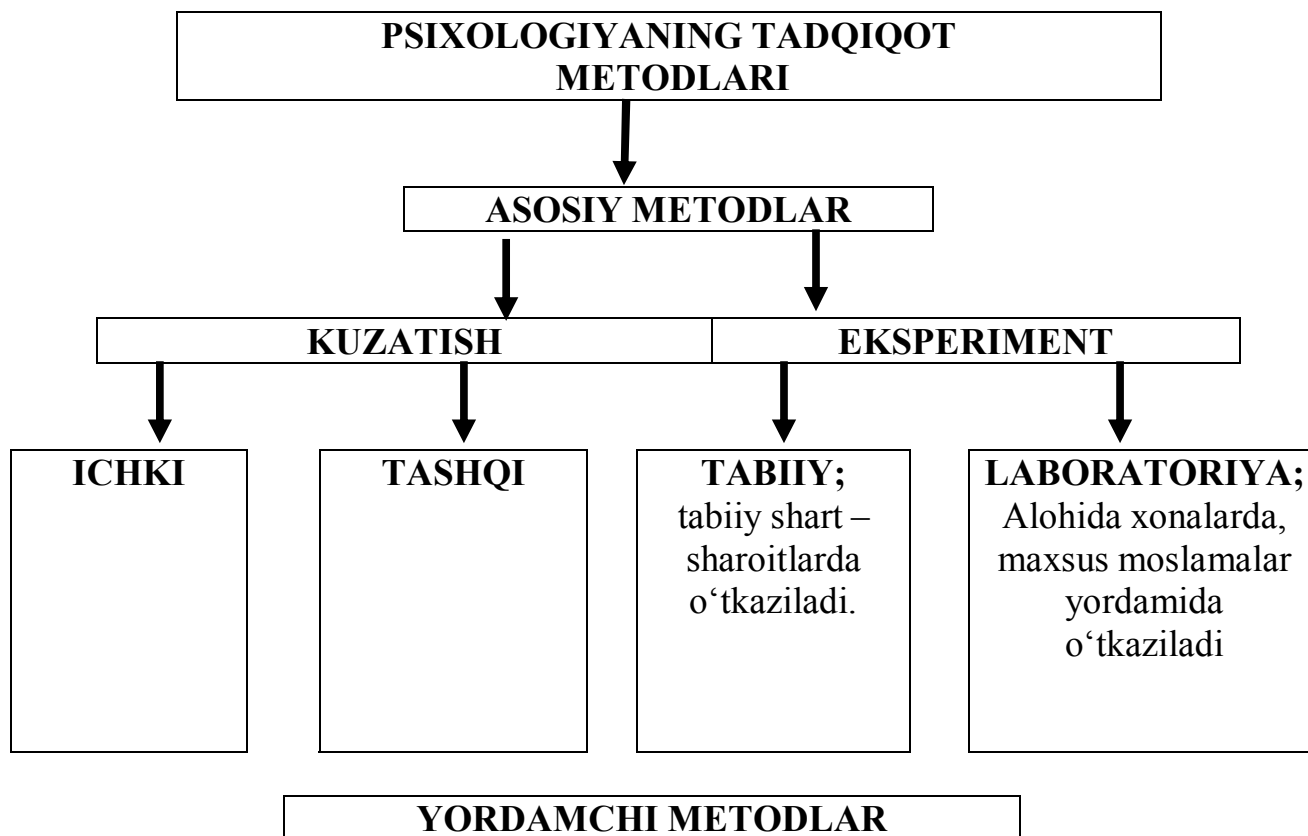 PSIXOLOGIYANING TADQIQOT
METODLARI
ASOSIY METODLAR
KUZATISH
EKSPERIMENT
ICHKI
TASHQI
TABIIY;
tabiiy shart –
sharoitlarda
o‘tkaziladi.
LABORATORIYA;
Alohida xonalarda,
maxsus moslamalar
yordamida
o‘tkaziladi
YORDAMCHI METODLAR